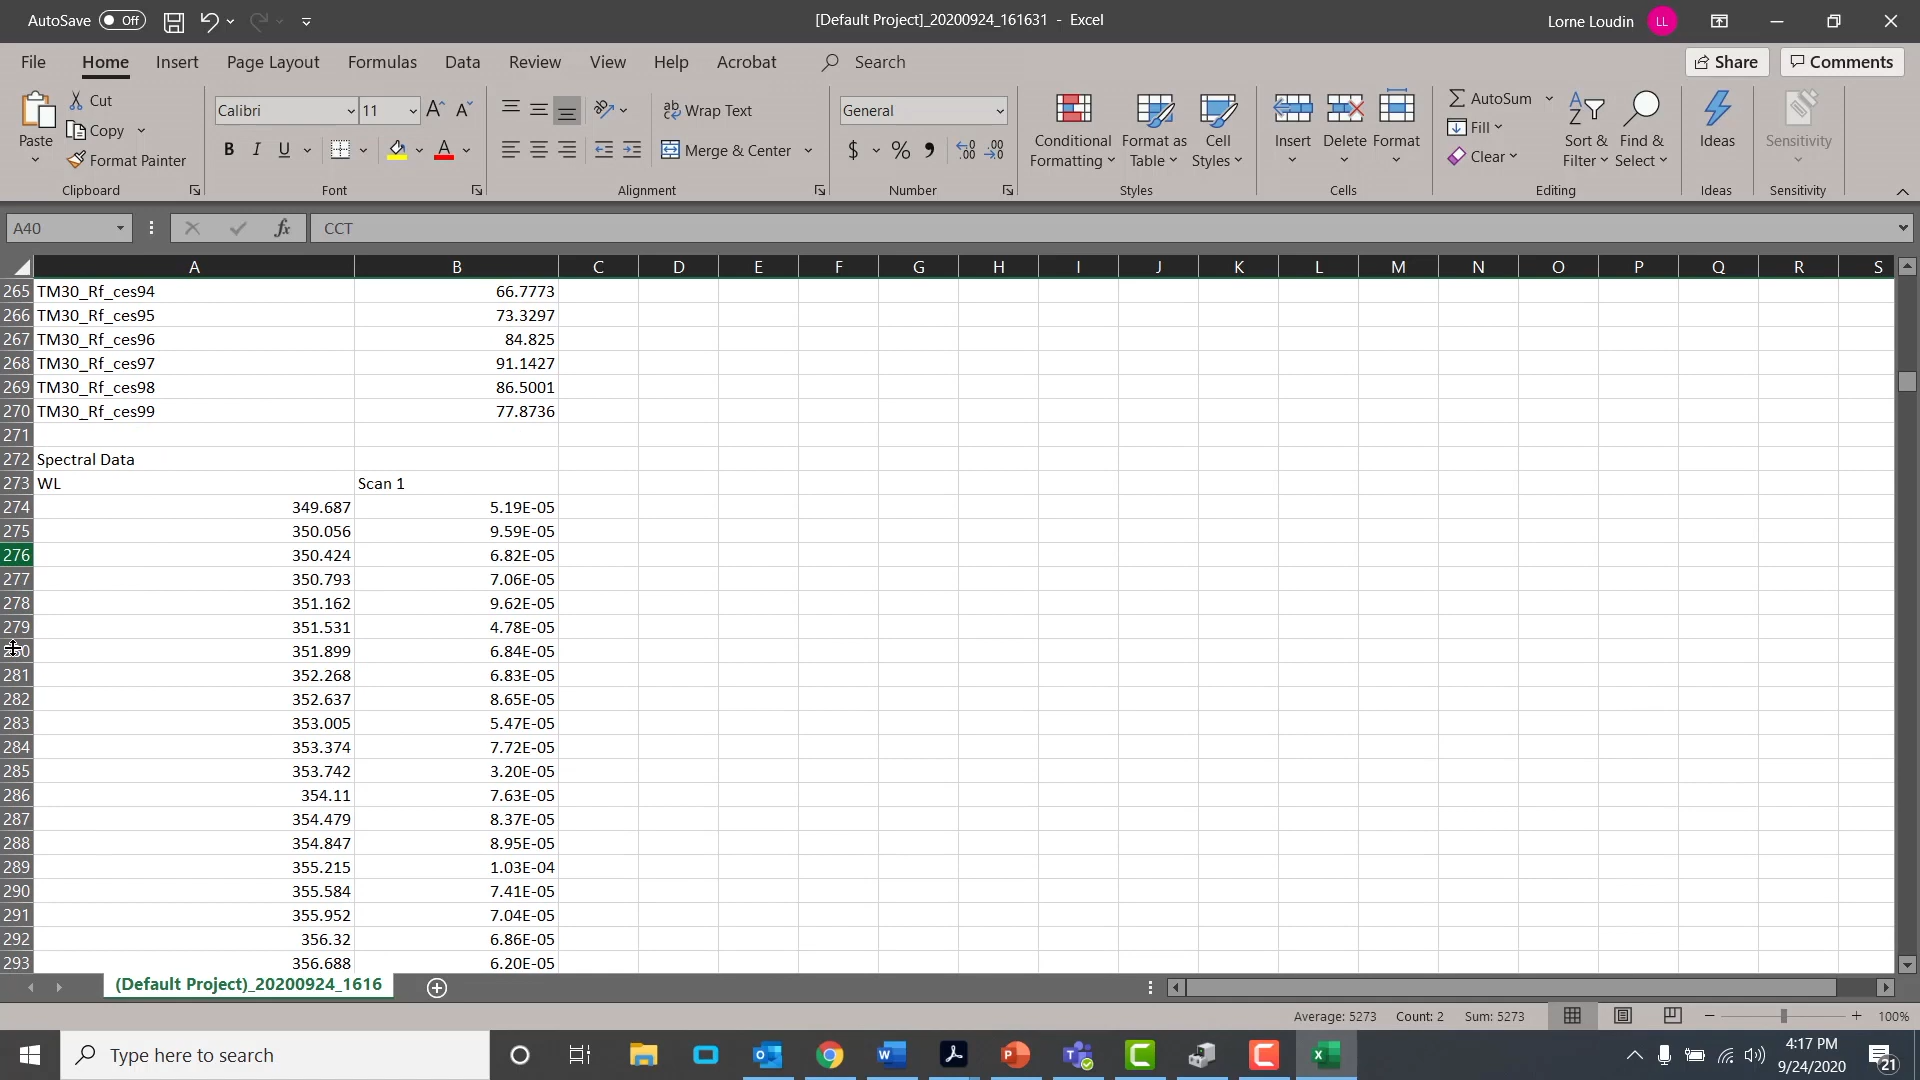 AutoSave Off [Default Project]_20200924_161631 - Excel Lorne Loudin LL
File Home Insert Page Layout Formulas Data Review View Help Acrobat Search Share Comments
Paste Cut Copy Format Painter Clipboard
Calibri 11 B I U A Font
Wrap Text Merge & Center Alignment
General $ % Number
Conditional Formatting Format as Table Cell Styles Styles
Insert Delete Format Cells
AutoSum Fill Clear Sort & Filter Find & Select Editing
Ideas Ideas
Sensitivity Sensitivity
A40 fx CCT
A B C D E F G H I J K L M N O P Q R S
265 TM30_Rf_ces94 66.7773
266 TM30_Rf_ces95 73.3297
267 TM30_Rf_ces96 84.825
268 TM30_Rf_ces97 91.1427
269 TM30_Rf_ces98 86.5001
270 TM30_Rf_ces99 77.8736
271
272 Spectral Data
273 WL Scan 1
274 349.687 5.19E-05
275 350.056 9.59E-05
276 350.424 6.82E-05
277 350.793 7.06E-05
278 351.162 9.62E-05
279 351.531 4.78E-05
280 351.899 6.84E-05
281 352.268 6.83E-05
282 352.637 8.65E-05
283 353.005 5.47E-05
284 353.374 7.72E-05
285 353.742 3.20E-05
286 354.11 7.63E-05
287 354.479 8.37E-05
288 354.847 8.95E-05
289 355.215 1.03E-04
290 355.584 7.41E-05
291 355.952 7.04E-05
292 356.32 6.86E-05
293 356.688 6.20E-05
(Default Project)_20200924_1616
Average: 5273 Count: 2 Sum: 5273 100%
Type here to search
4:17 PM
9/24/2020
21